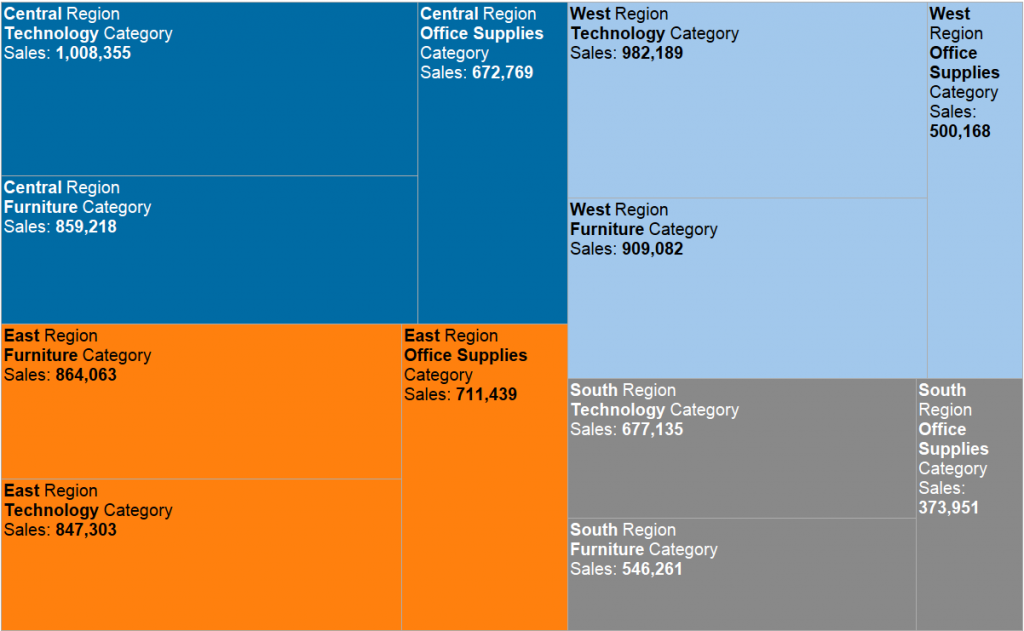 Central Region
Technology Category
Sales: 1,008,355
Central Region
Office Supplies
Category
Sales: 672,769
Central Region
Furniture Category
Sales: 859,218
East Region
Furniture Category
Sales: 864,063
East Region
Office Supplies
Category
Sales: 711,439
East Region
Technology Category
Sales: 847,303
West Region
Technology Category
Sales: 982,189
West
Region
Office
Supplies
Category
Sales:
500,168
West Region
Furniture Category
Sales: 909,082
South Region
Technology Category
Sales: 677,135
South
Region
Office
Supplies
Category
Sales:
373,951
South Region
Furniture Category
Sales: 546,261